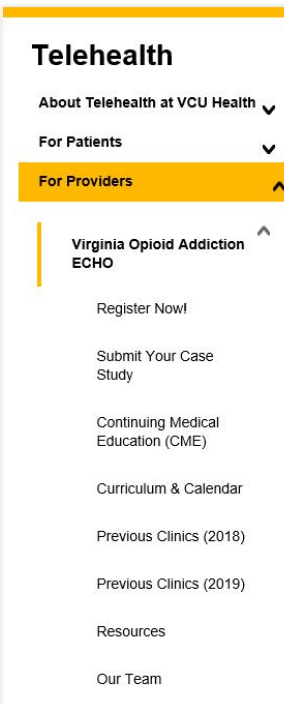 Telehealth
About Telehealth at VCU Health
For Patients
For Providers
Virginia Opioid Addiction
ECHO
Register Now!
Submit Your Case
Study
Continuing Medical
Education (CME)
Curriculum & Calendar
Previous Clinics (2018)
Previous Clinics (2019)
Resources
Our Team